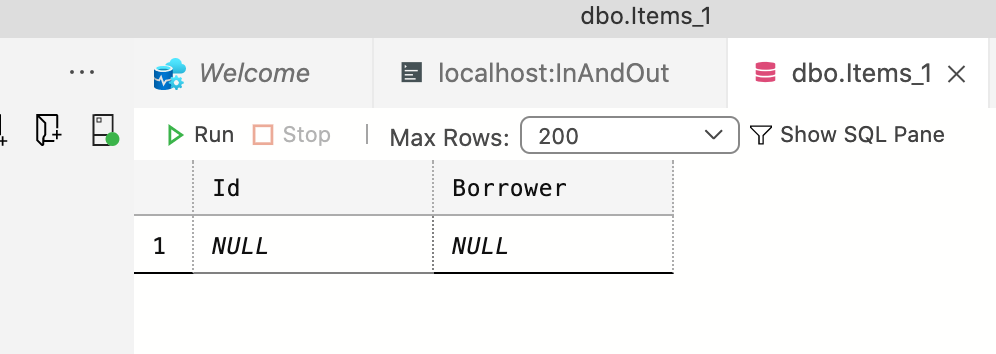 dbo.Items_1
Welcome localhost:InAndOut dbo.Items_1
Run Stop Max Rows: 200 Show SQL Pane
Id Borrower
1 NULL NULL